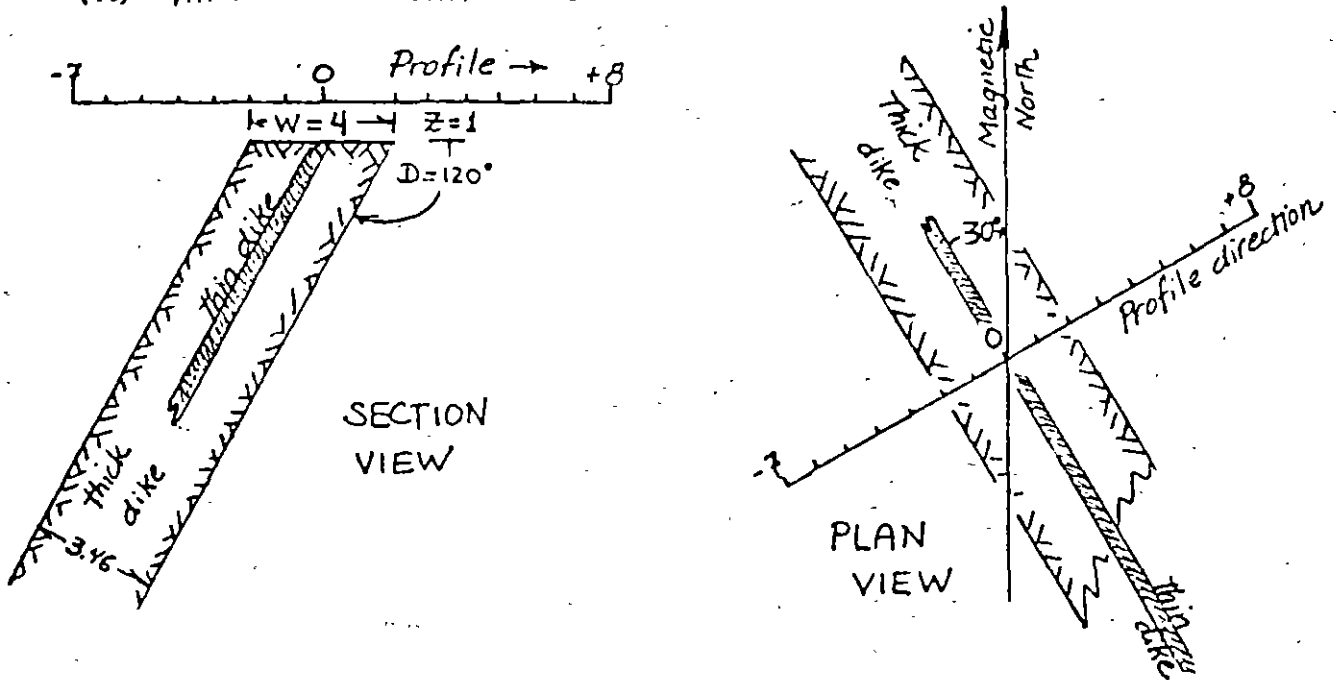 -7 0 Profile → +8
W=4 Z=1
D=120°
thin dike
thick
dike
3.46
SECTION
VIEW
Magnetic
North
Thick
dike
30°
0
+8
Profile direction
-7
PLAN
VIEW
thin
dike